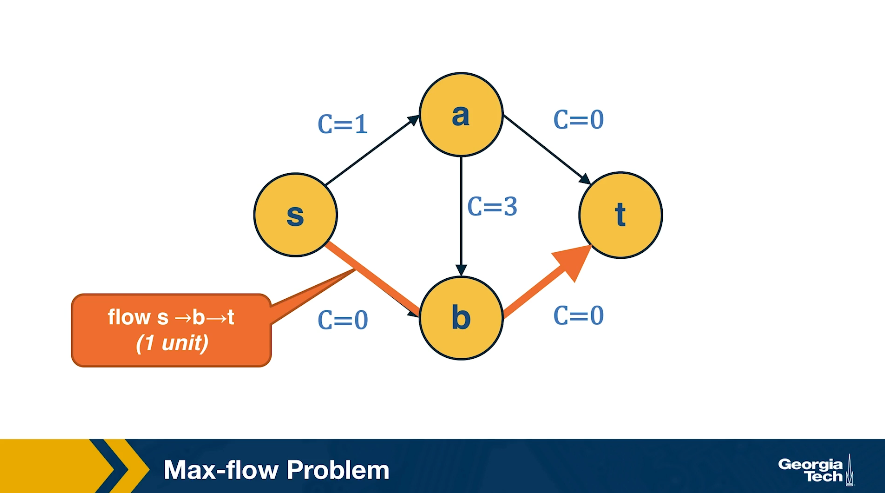 a
C=1
C=0
s
C=3
t
flow s →b→t
(1 unit)
C=0
b
C=0
Max-flow Problem
Georgia
Tech